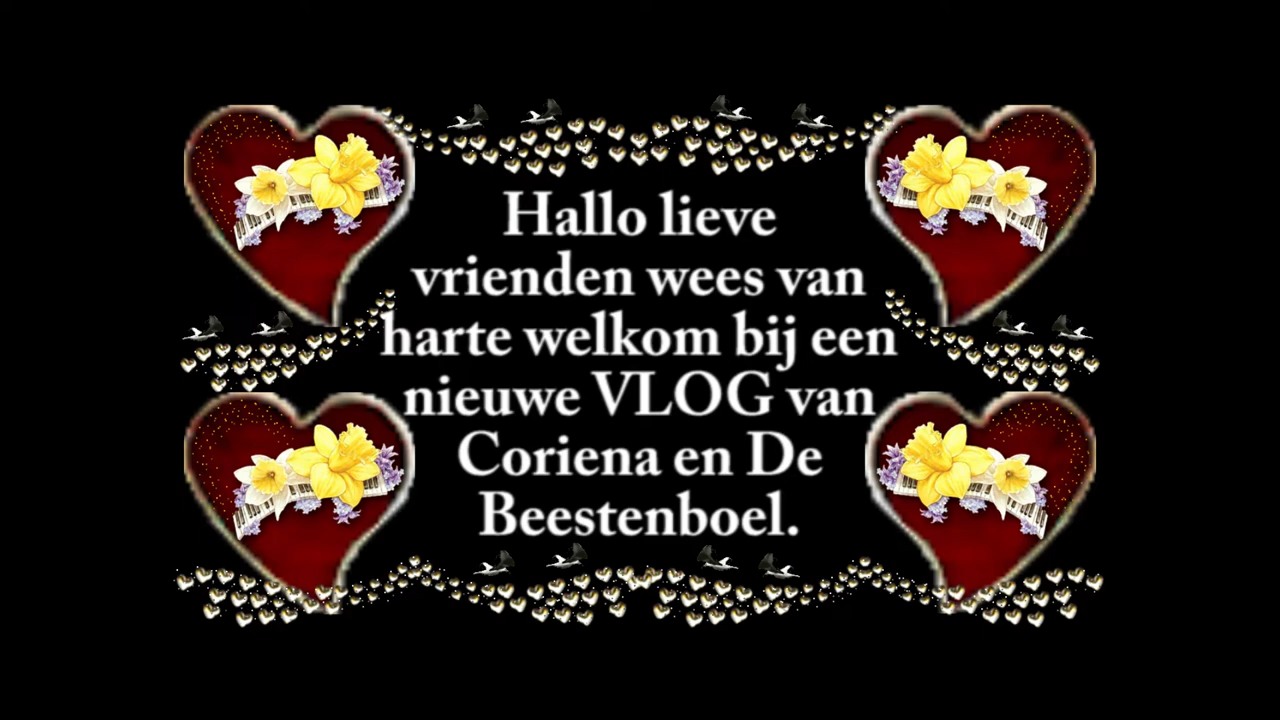 Hallo lieve
vrienden wees van
harte welkom bij een
nieuwe VLOG van
Coriena en De
Beestenboel.